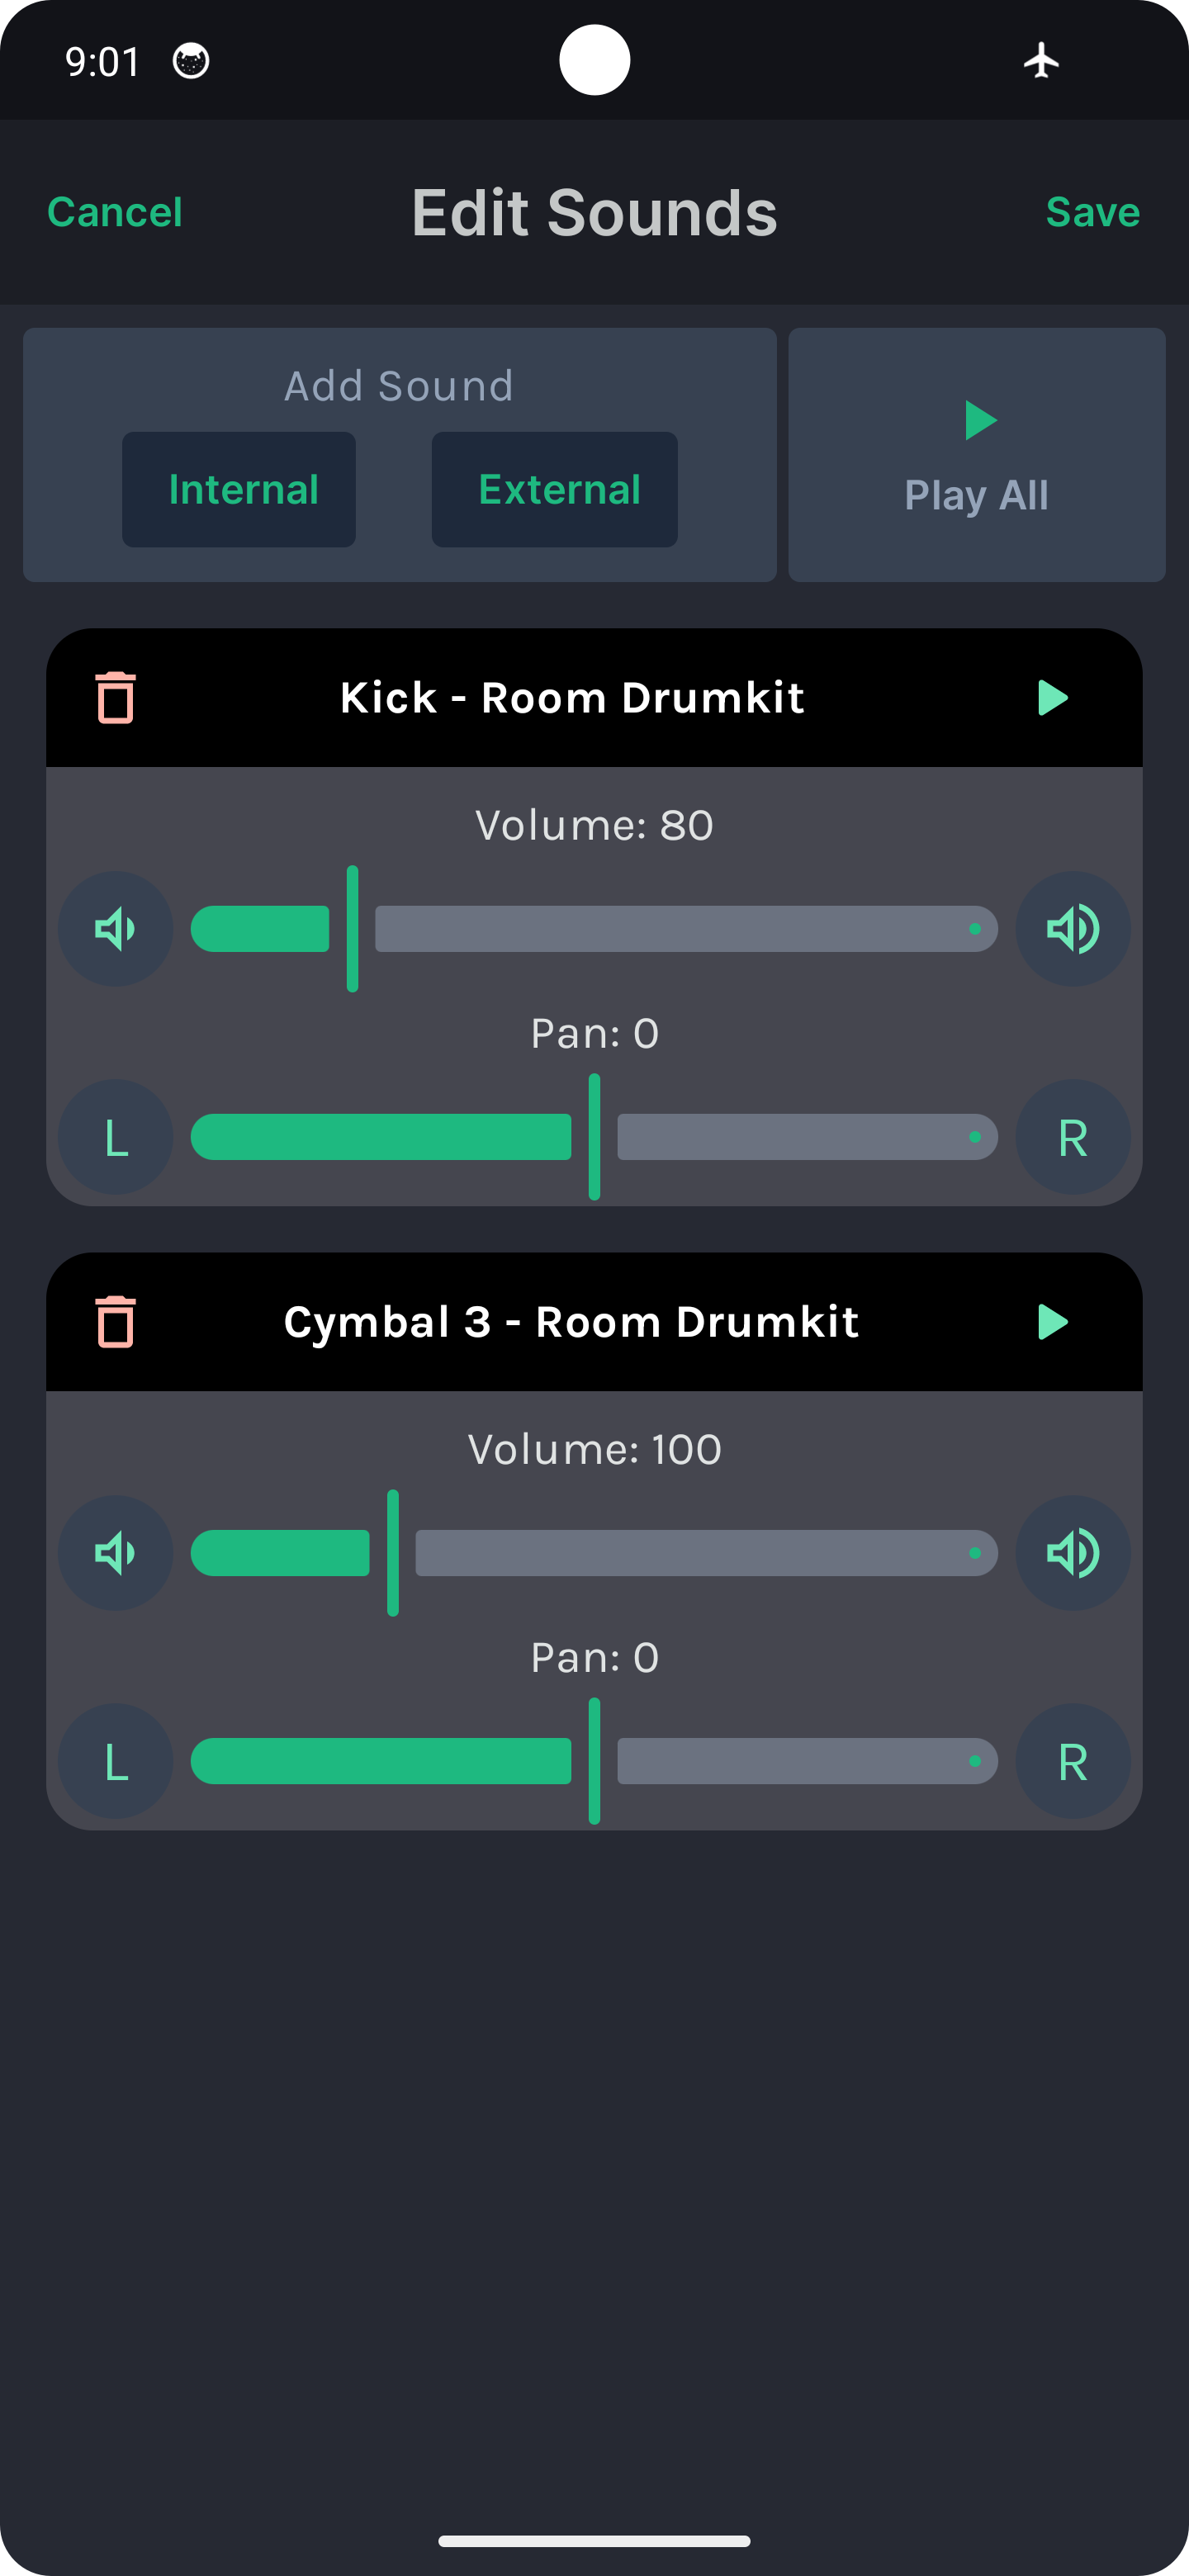 9:01
Cancel Edit Sounds Save
Add Sound
Internal External
Play All
Kick - Room Drumkit
Volume: 80
Pan: 0
L R
Cymbal 3 - Room Drumkit
Volume: 100
Pan: 0
L R